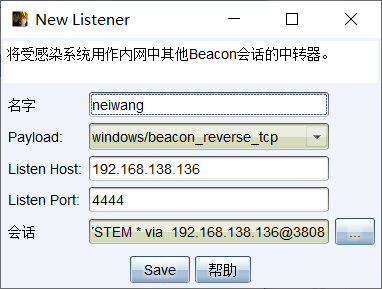 New Listener
将受感染系统用作内网中其他Beacon会话的中转器。
名字 neiwang
Payload: windows/beacon_reverse_tcp
Listen Host: 192.168.138.136
Listen Port: 4444
会话 STEM * via 192.168.138.136@3808 ...
Save 帮助